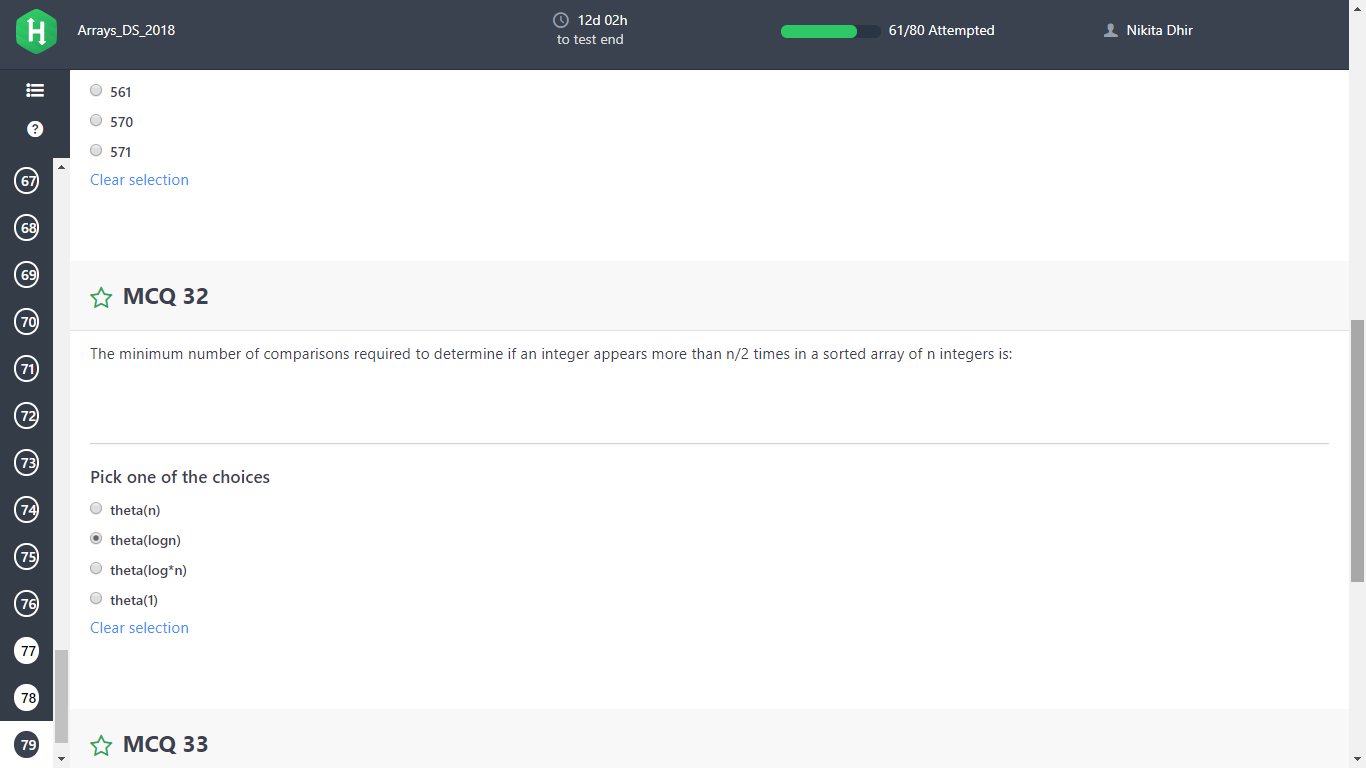 Arrays_DS_2018
12d 02h
to test end
61/80 Attempted
Nikita Dhir
?
67
68
69
70
71
72
73
74
75
76
77
78
79
561
570
571
Clear selection
MCQ 32
The minimum number of comparisons required to determine if an integer appears more than n/2 times in a sorted array of n integers is:
Pick one of the choices
theta(n)
theta(logn)
theta(log*n)
theta(1)
Clear selection
MCQ 33